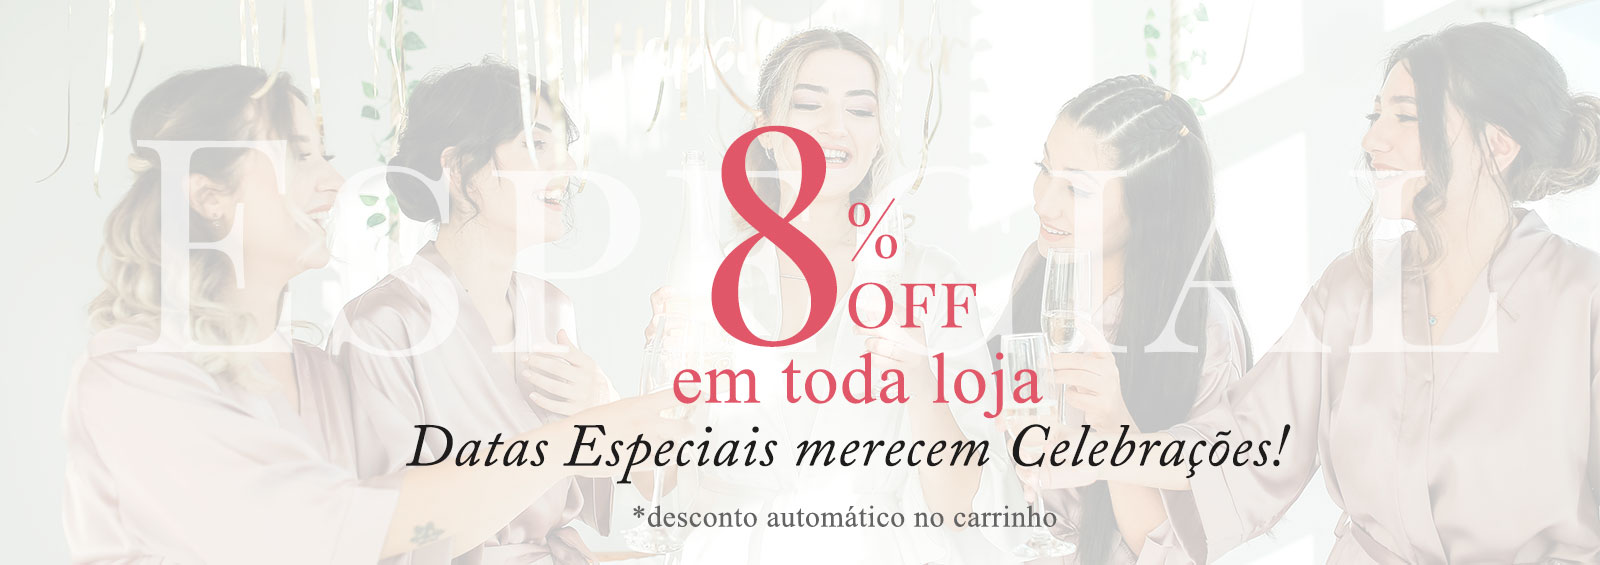 ESPECIAL
8% OFF
em toda loja
Datas Especiais merecem Celebrações!
*desconto automático no carrinho